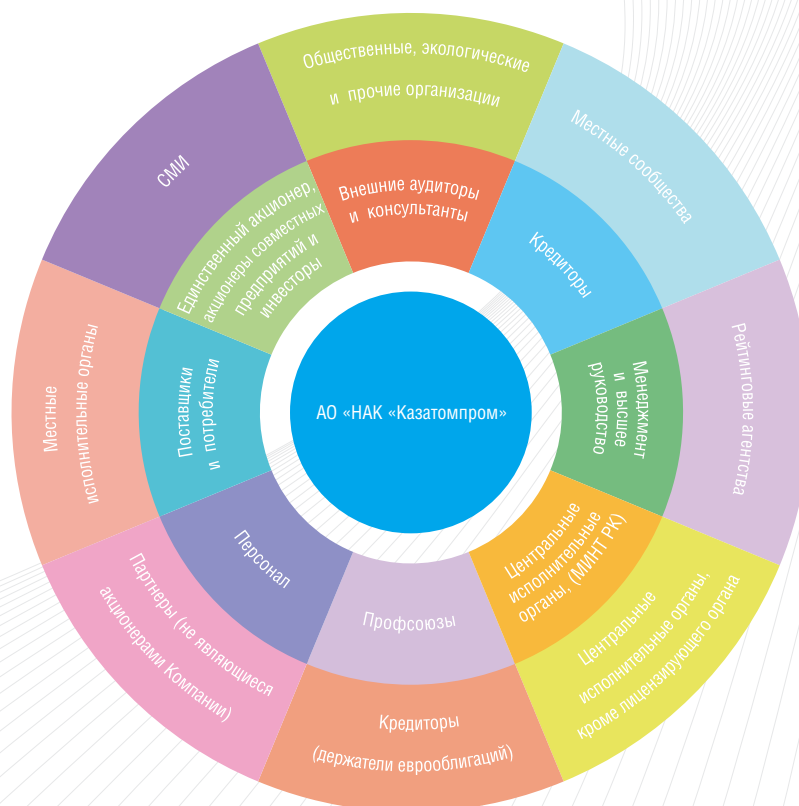 Общественные, экологические
и прочие организации
Местные сообщества
Рейтинговые агентства
Центральные
исполнительные органы,
кроме лицензирующего органа
Кредиторы
(держатели еврооблигаций)
Партнеры (не являющиеся
акционерами Компании)
Местные
исполнительные органы
СМИ
Внешние аудиторы
и консультанты
Кредиторы
Менеджмент
и высшее
руководство
Центральные
исполнительные
органы, (МИНТ РК)
Профсоюзы
Персонал
Поставщики
и потребители
Единственный акционер,
акционеры совместных
предприятий и
инвесторы
АО «НАК «Казатомпром»